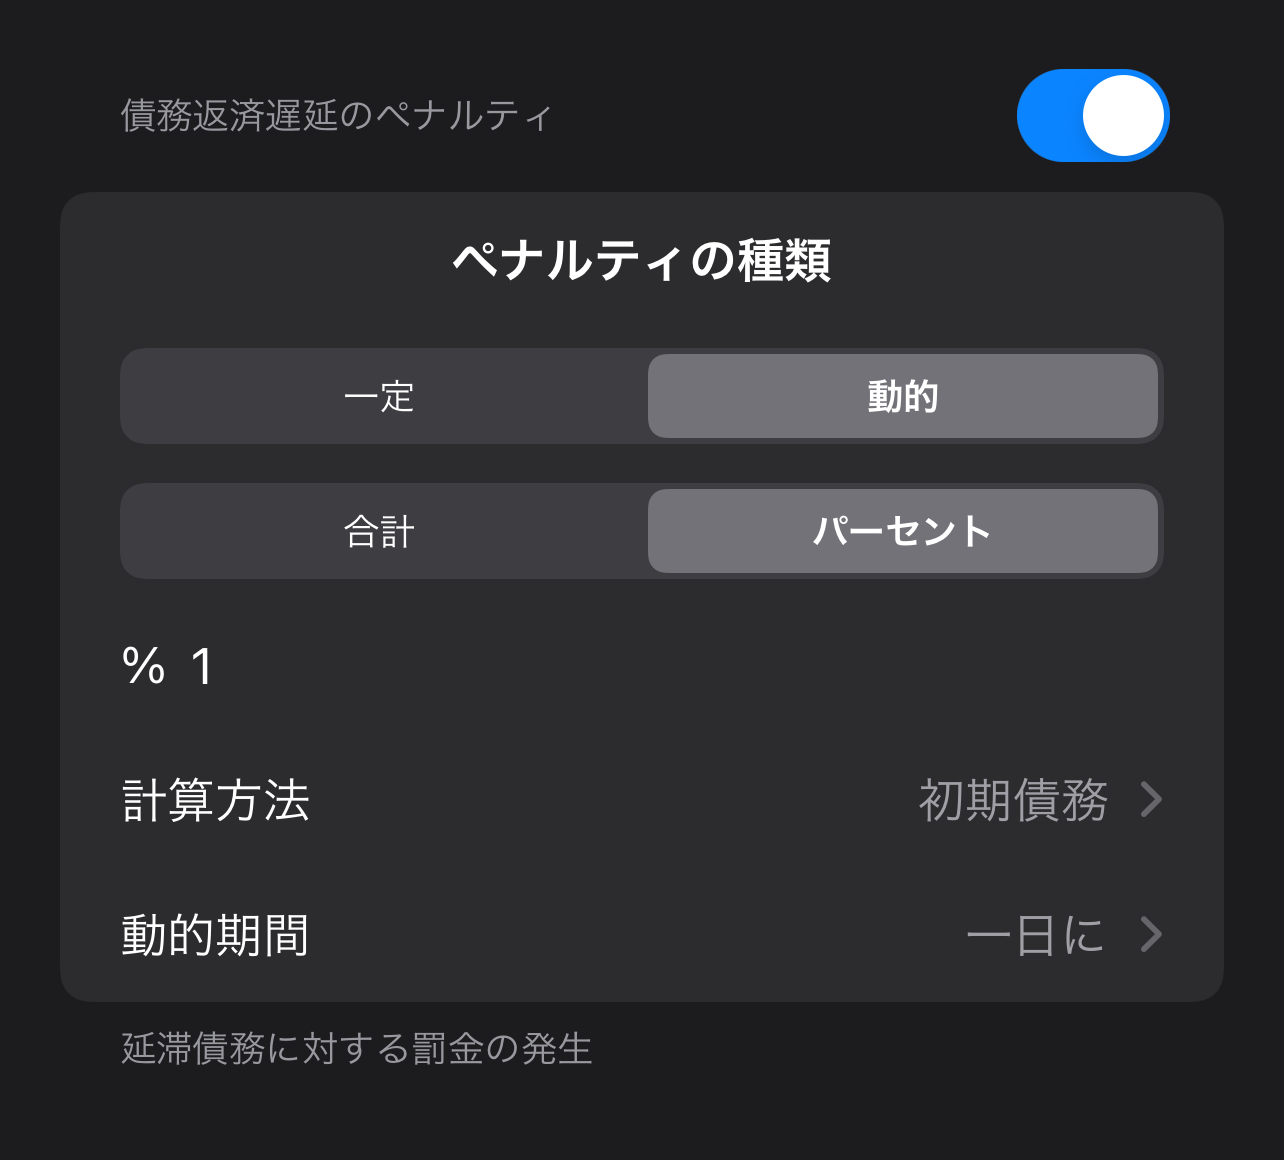 債務返済遅延のペナルティ
ペナルティの種類
一定 動的
合計 パーセント
% 1
計算方法 初期債務
動的期間 一日に
延滞債務に対する罰金の発生